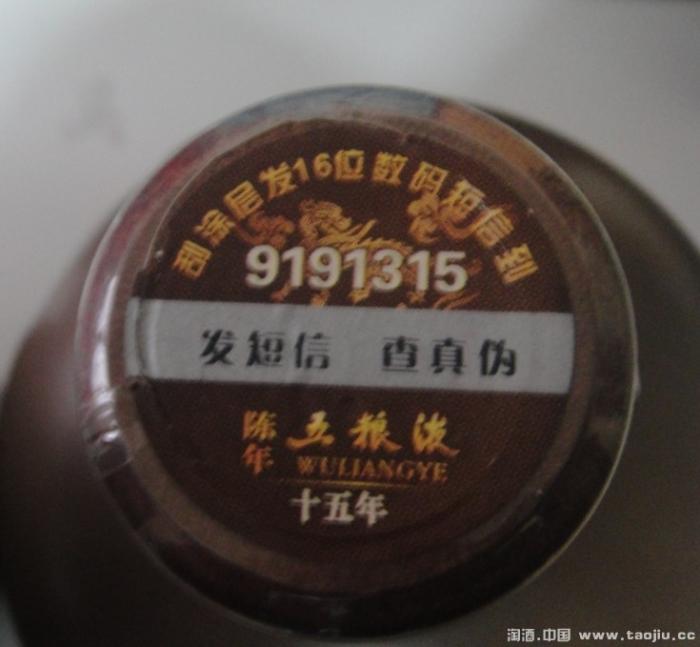 刮涂层发16位数码短信到
9191315
发短信 查真伪
陈年 五粮液
WULIANGYE
十五年
淘酒.中国 www.taojiu.cc